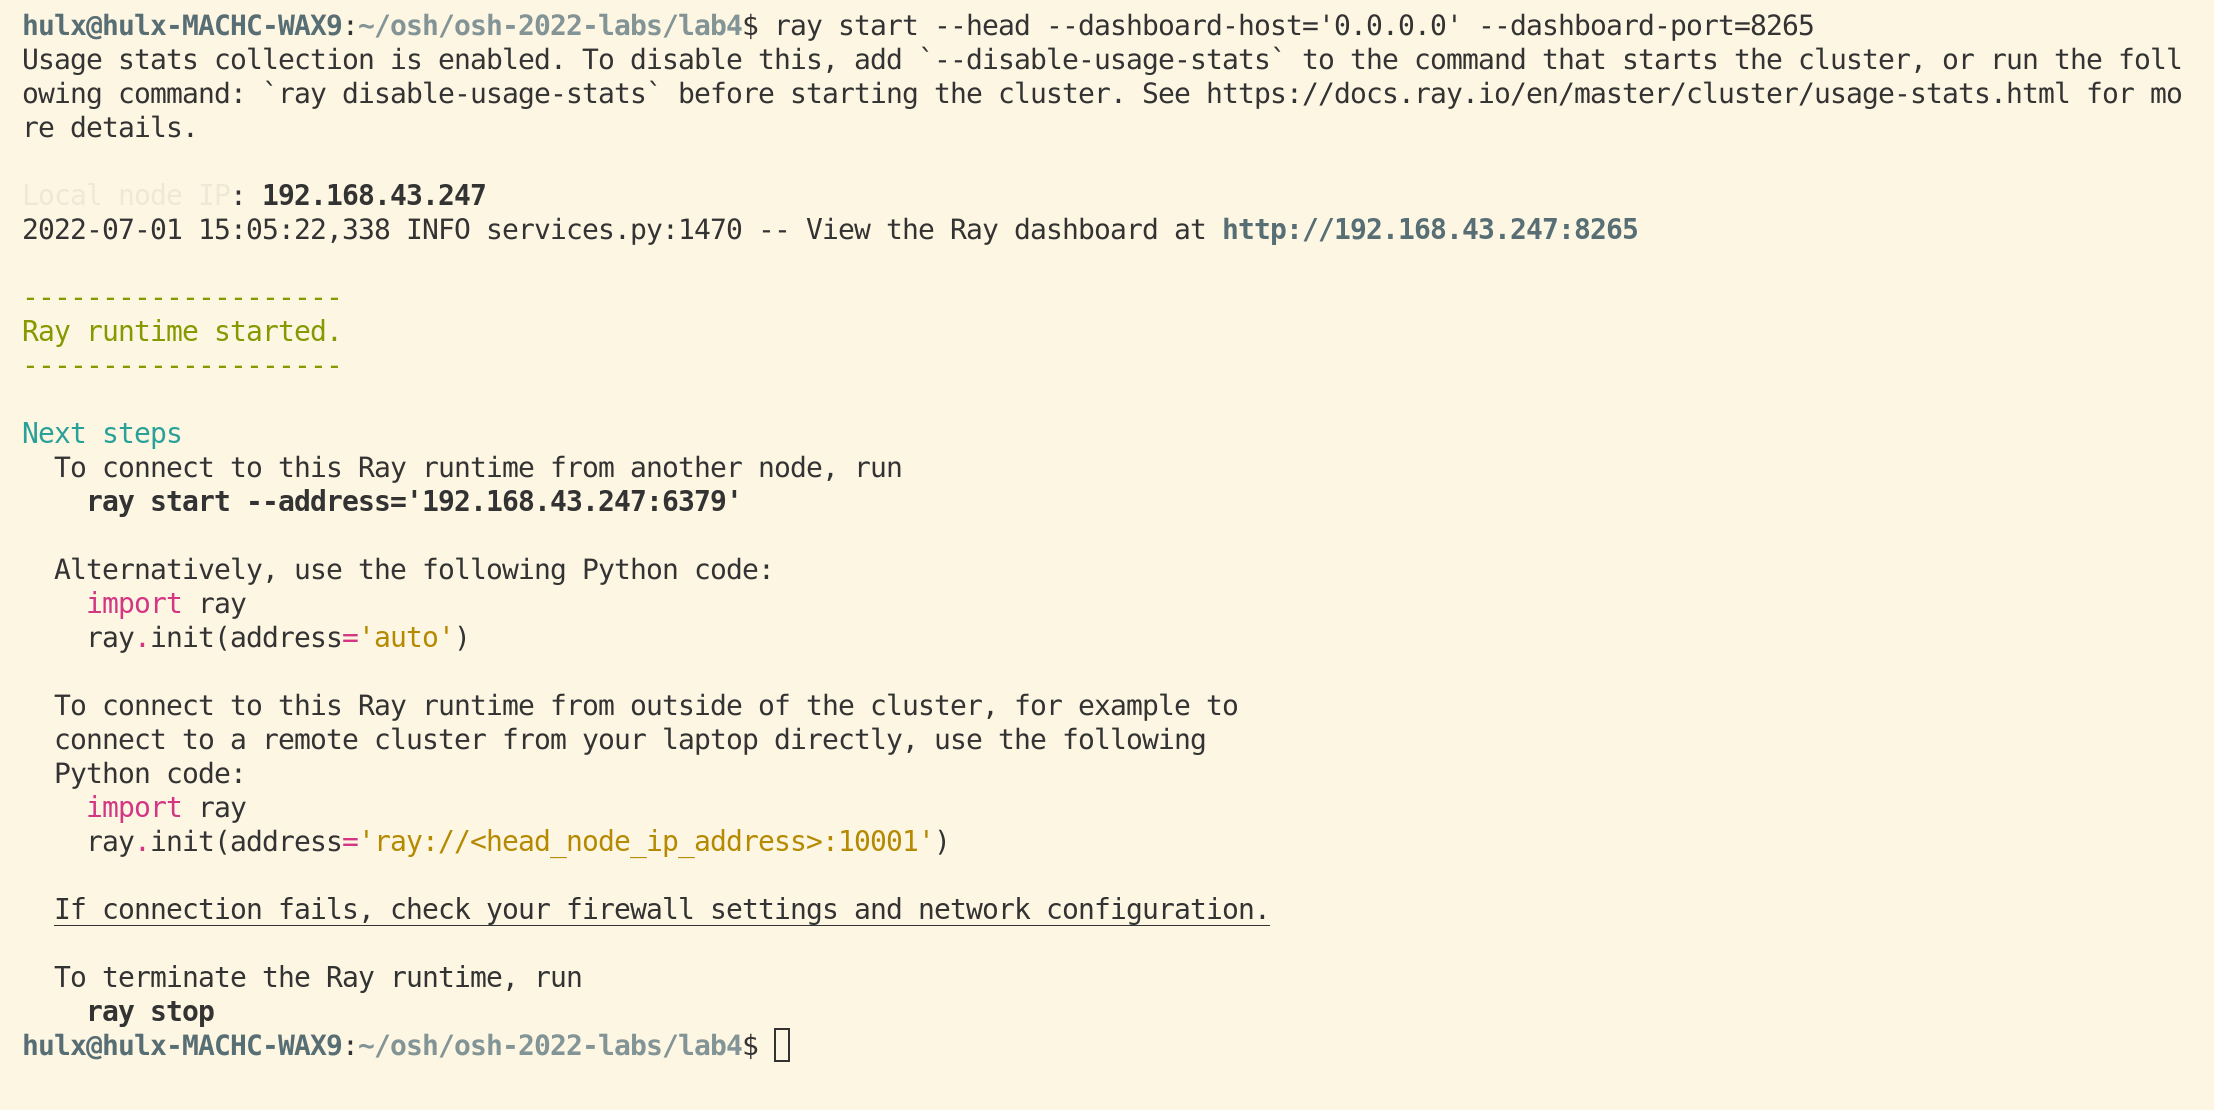 hulx@hulx-MACHC-WAX9:~/osh/osh-2022-labs/lab4$ ray start --head --dashboard-host='0.0.0.0' --dashboard-port=8265
Usage stats collection is enabled. To disable this, add `--disable-usage-stats` to the command that starts the cluster, or run the foll
owing command: `ray disable-usage-stats` before starting the cluster. See https://docs.ray.io/en/master/cluster/usage-stats.html for mo
re details.

Local node IP: 192.168.43.247
2022-07-01 15:05:22,338 INFO services.py:1470 -- View the Ray dashboard at http://192.168.43.247:8265

--------------------
Ray runtime started.
--------------------

Next steps
  To connect to this Ray runtime from another node, run
    ray start --address='192.168.43.247:6379'

  Alternatively, use the following Python code:
    import ray
    ray.init(address='auto')

  To connect to this Ray runtime from outside of the cluster, for example to
  connect to a remote cluster from your laptop directly, use the following
  Python code:
    import ray
    ray.init(address='ray://<head_node_ip_address>:10001')

  If connection fails, check your firewall settings and network configuration.

  To terminate the Ray runtime, run
    ray stop
hulx@hulx-MACHC-WAX9:~/osh/osh-2022-labs/lab4$